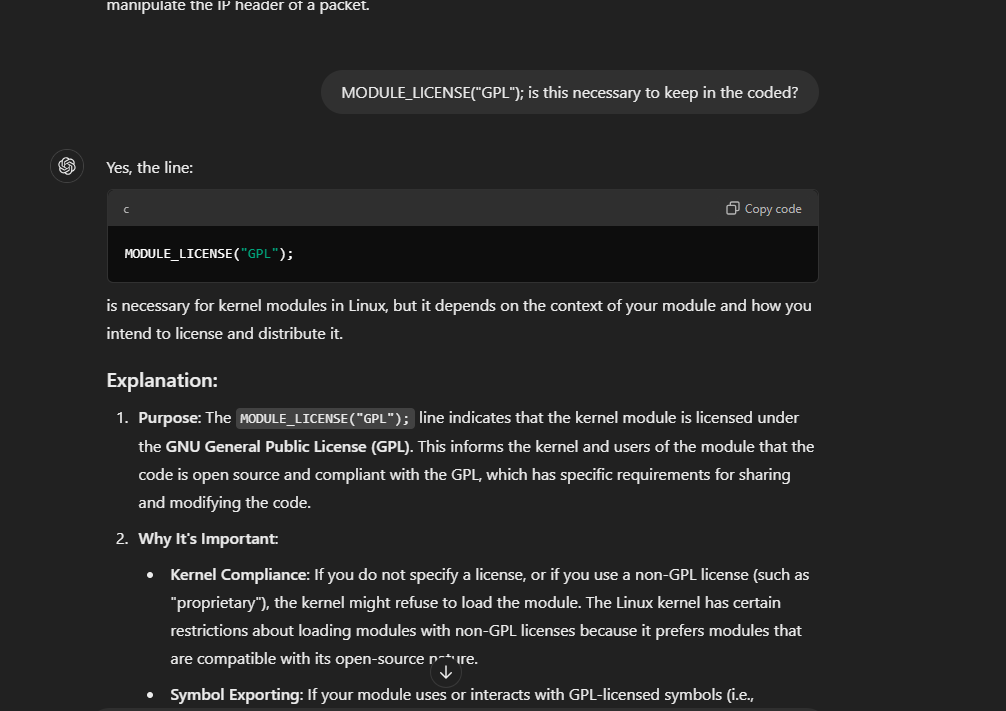 manipulate the IP header of a packet.
MODULE_LICENSE("GPL"); is this necessary to keep in the coded?
Yes, the line:
c
Copy code
MODULE_LICENSE("GPL");
is necessary for kernel modules in Linux, but it depends on the context of your module and how you
intend to license and distribute it.
Explanation:
1. Purpose: The MODULE_LICENSE("GPL"); line indicates that the kernel module is licensed under
the GNU General Public License (GPL). This informs the kernel and users of the module that the
code is open source and compliant with the GPL, which has specific requirements for sharing
and modifying the code.
2. Why It's Important:
• Kernel Compliance: If you do not specify a license, or if you use a non-GPL license (such as
"proprietary"), the kernel might refuse to load the module. The Linux kernel has certain
restrictions about loading modules with non-GPL licenses because it prefers modules that
are compatible with its open-source nature.
• Symbol Exporting: If your module uses or interacts with GPL-licensed symbols (i.e.,